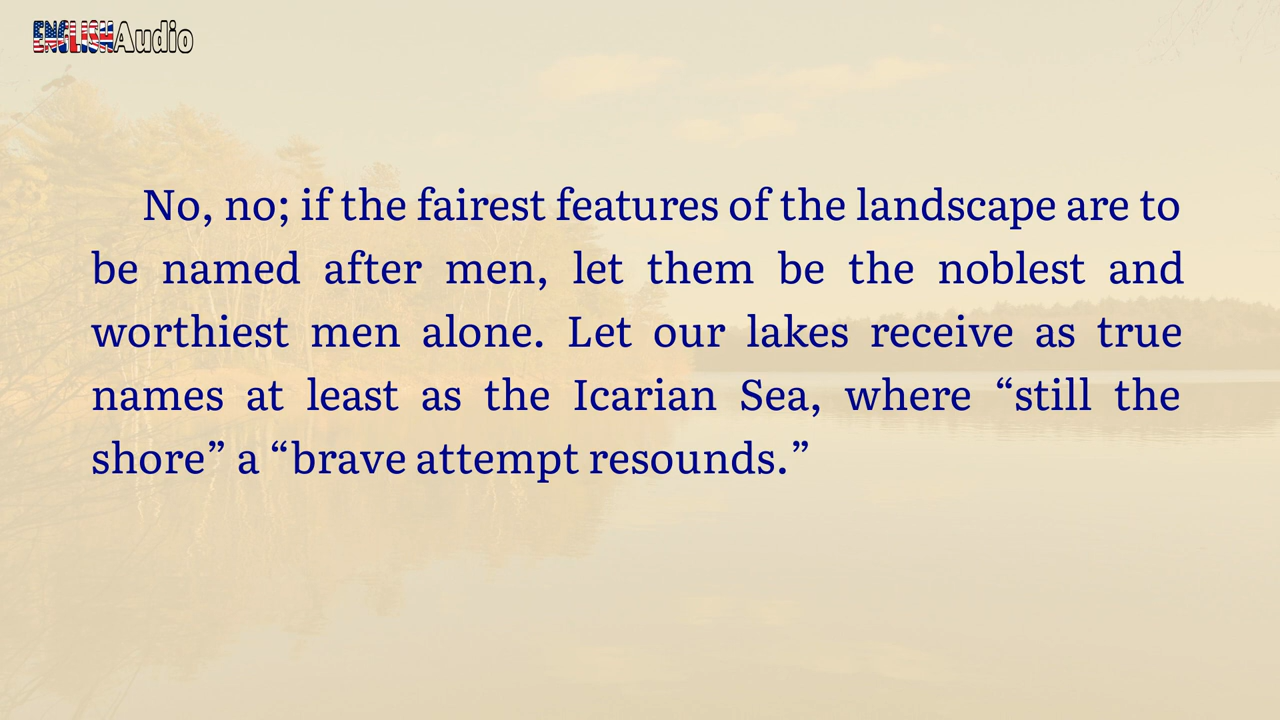 ENGLISHAudio
No, no; if the fairest features of the landscape are to
be named after men, let them be the noblest and
worthiest men alone. Let our lakes receive as true
names at least as the Icarian Sea, where “still the
shore” a “brave attempt resounds.”